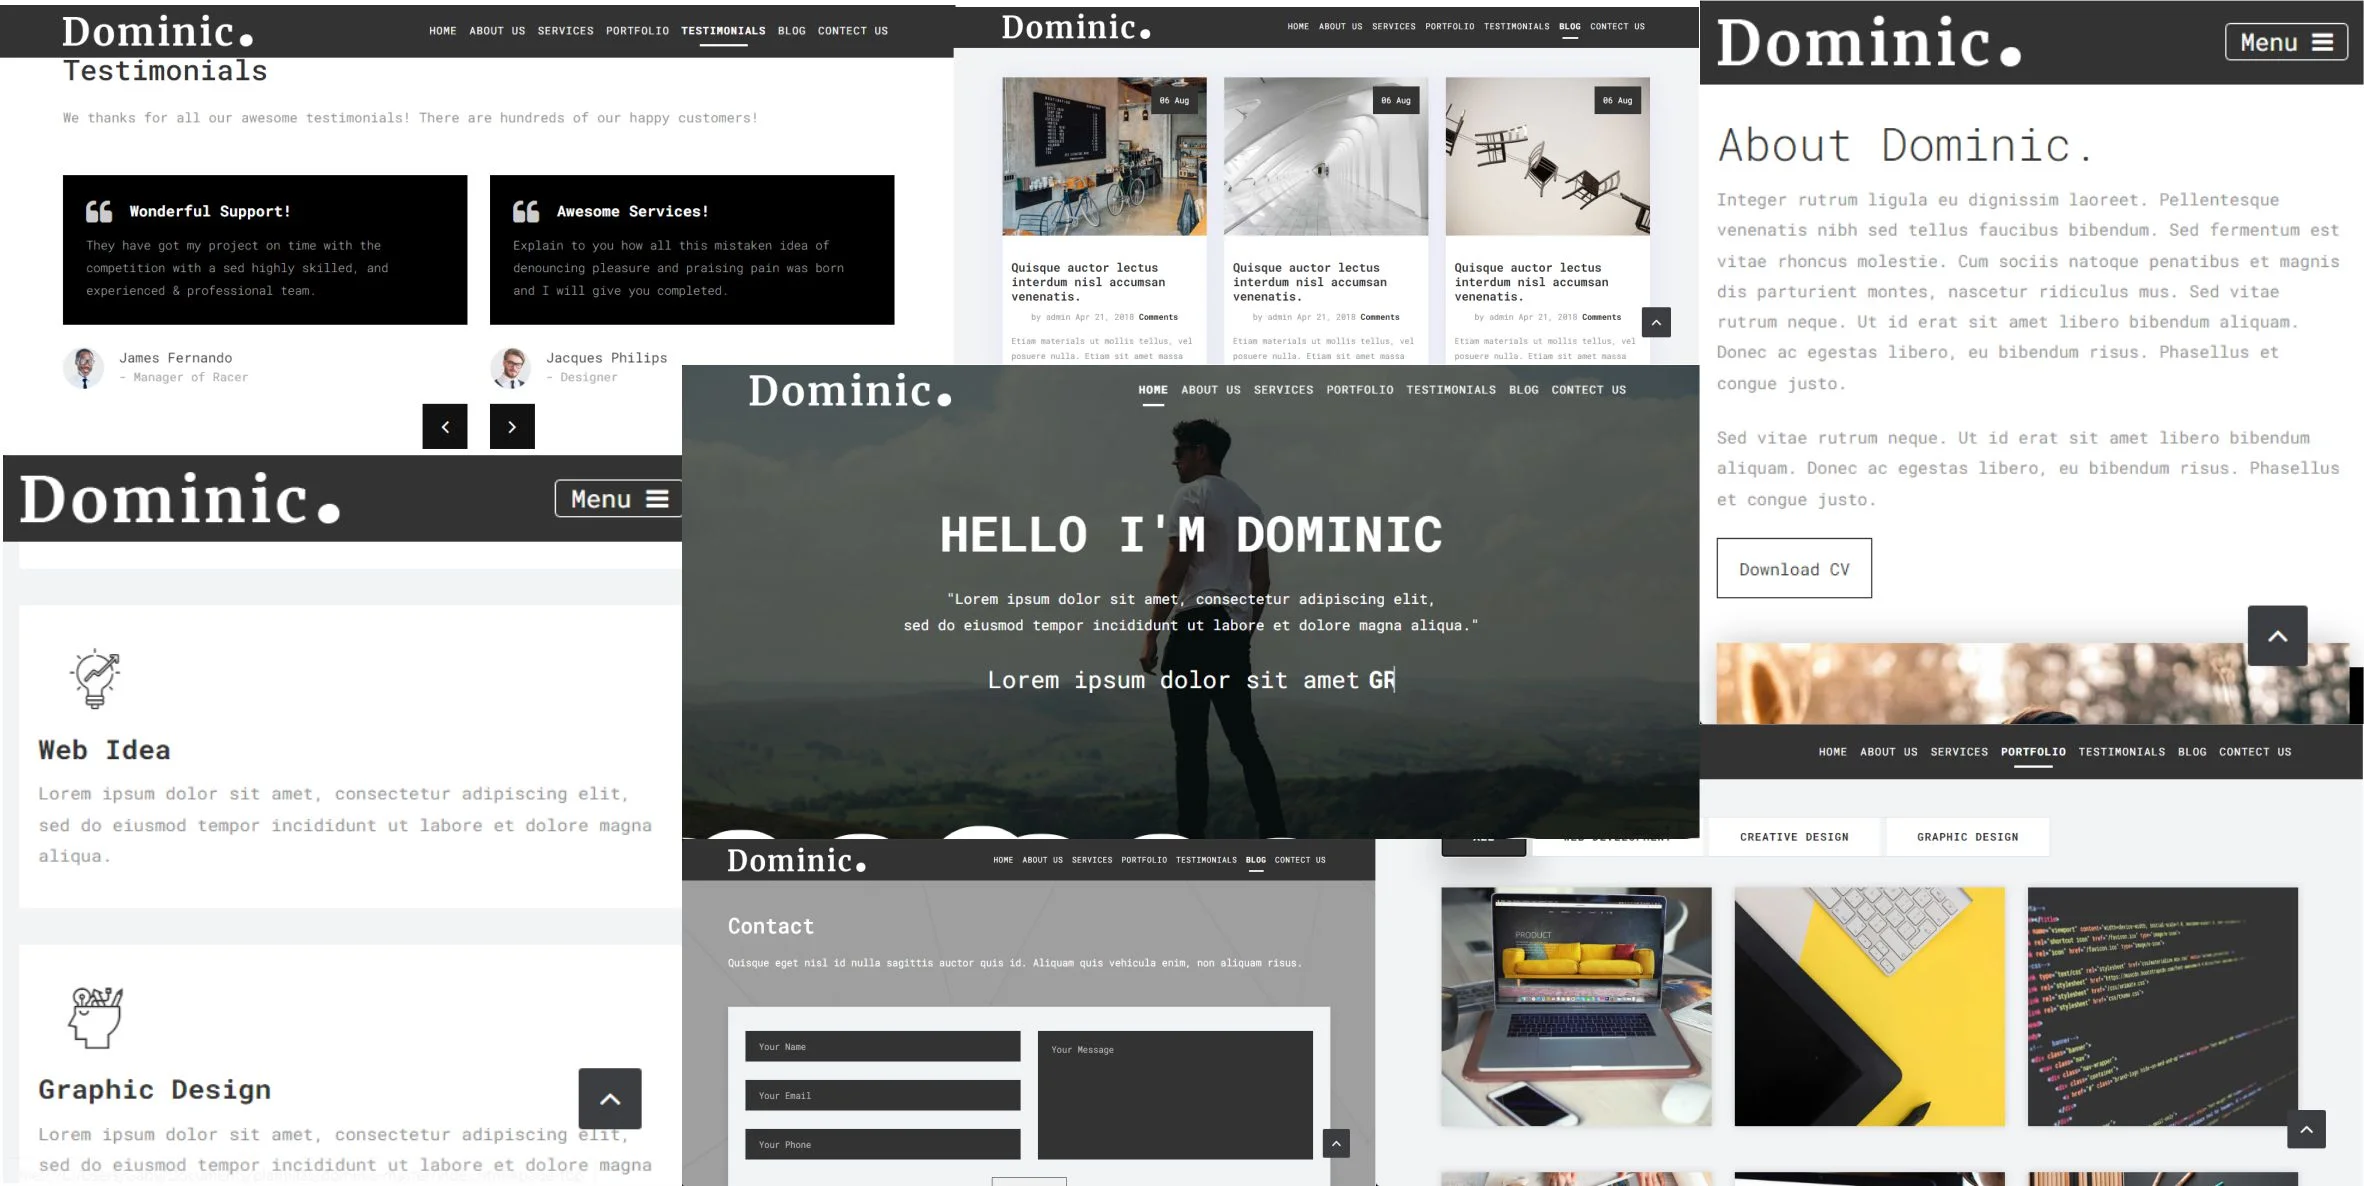 Dominic.
HOME ABOUT US SERVICES PORTFOLIO TESTIMONIALS BLOG CONTACT US
Testimonials
We thanks for all our awesome testimonials! There are hundreds of our happy customers!
Wonderful Support!
They have got my project on time with the
competition with a sed highly skilled, and
experienced & professional team.
James Fernando
- Manager of Racer
Awesome Services!
Explain to you how all this mistaken idea of
denouncing pleasure and praising pain was born
and I will give you completed.
Jacques Philips
- Designer
Dominic.
HOME ABOUT US SERVICES PORTFOLIO TESTIMONIALS BLOG CONTACT US
06 Aug
Quisque auctor lectus
interdum nisl accumsan
venenatis.
by admin Apr 21, 2018 Comments
Etiam materials ut mollis tellus, vel
posuere nulla. Etiam sit amet massa
06 Aug
Quisque auctor lectus
interdum nisl accumsan
venenatis.
by admin Apr 21, 2018 Comments
Etiam materials ut mollis tellus, vel
posuere nulla. Etiam sit amet massa
06 Aug
Quisque auctor lectus
interdum nisl accumsan
venenatis.
by admin Apr 21, 2018 Comments
Etiam materials ut mollis tellus, vel
posuere nulla. Etiam sit amet massa
Dominic.
Menu
About Dominic.
Integer rutrum ligula eu dignissim laoreet. Pellentesque
venenatis nibh sed tellus faucibus bibendum. Sed fermentum est
vitae rhoncus molestie. Cum sociis natoque penatibus et magnis
dis parturient montes, nascetur ridiculus mus. Sed vitae
rutrum neque. Ut id erat sit amet libero bibendum aliquam.
Donec ac egestas libero, eu bibendum risus. Phasellus et
congue justo.
Sed vitae rutrum neque. Ut id erat sit amet libero bibendum
aliquam. Donec ac egestas libero, eu bibendum risus. Phasellus
et congue justo.
Download CV
Dominic.
Menu
Web Idea
Lorem ipsum dolor sit amet, consectetur adipiscing elit,
sed do eiusmod tempor incididunt ut labore et dolore magna
aliqua.
Graphic Design
Lorem ipsum dolor sit amet, consectetur adipiscing elit,
sed do eiusmod tempor incididunt ut labore et dolore magna
Dominic.
HOME ABOUT US SERVICES PORTFOLIO TESTIMONIALS BLOG CONTACT US
HELLO I'M DOMINIC
"Lorem ipsum dolor sit amet, consectetur adipiscing elit,
sed do eiusmod tempor incididunt ut labore et dolore magna aliqua."
Lorem ipsum dolor sit amet GR
Dominic.
HOME ABOUT US SERVICES PORTFOLIO TESTIMONIALS BLOG CONTACT US
Contact
Quisque eget nisl id nulla sagittis auctor quis id. Aliquam quis vehicula enim, non aliquam risus.
Your Name
Your Email
Your Phone
Your Message
HOME ABOUT US SERVICES PORTFOLIO TESTIMONIALS BLOG CONTACT US
CREATIVE DESIGN
GRAPHIC DESIGN
PRODUCT